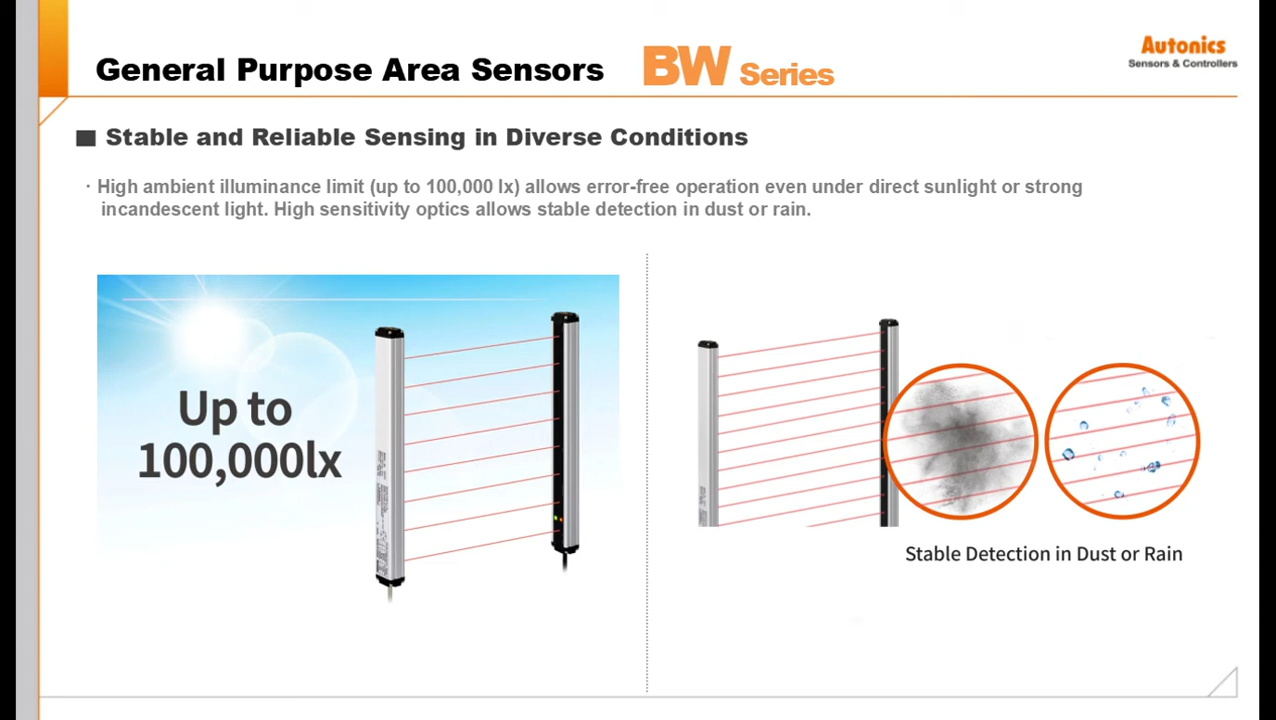 General Purpose Area Sensors BW Series
Autonics
Sensors & Controllers
■ Stable and Reliable Sensing in Diverse Conditions
· High ambient illuminance limit (up to 100,000 lx) allows error-free operation even under direct sunlight or strong
incandescent light. High sensitivity optics allows stable detection in dust or rain.
Up to
100,000lx
Stable Detection in Dust or Rain